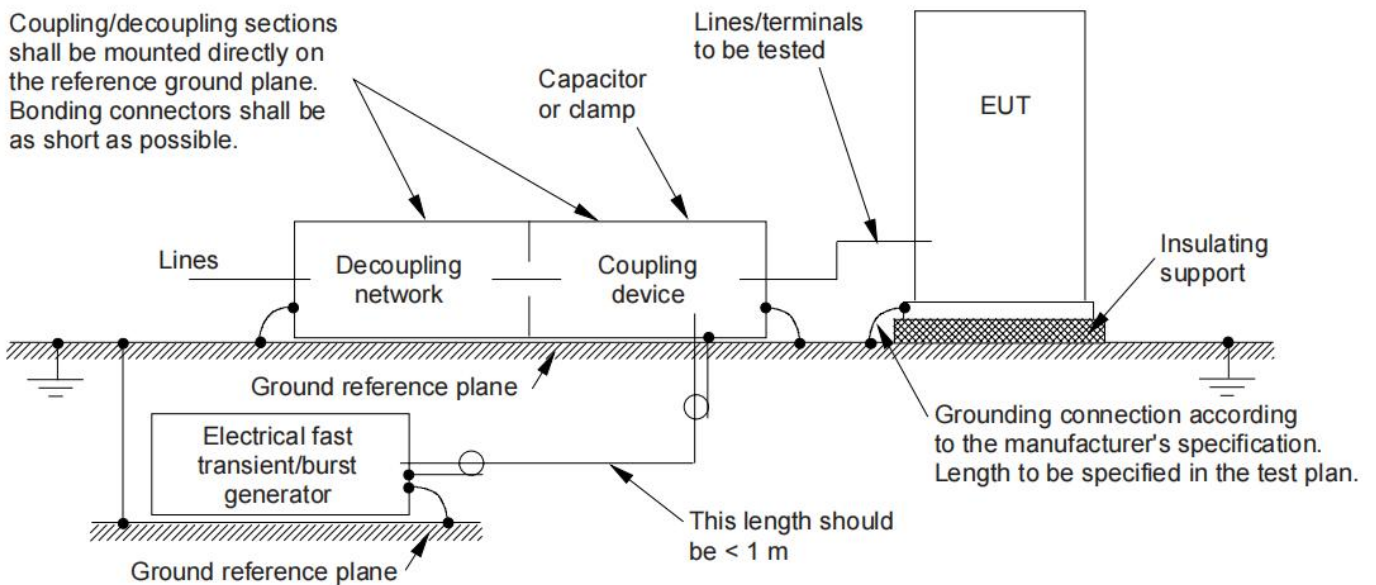 Coupling/decoupling sections
shall be mounted directly on
the reference ground plane.
Bonding connectors shall be
as short as possible.
Capacitor
or clamp
Lines/terminals
to be tested
EUT
Lines
Decoupling
network
Coupling
device
Insulating
support
Ground reference plane
Electrical fast
transient/burst
generator
Grounding connection according
to the manufacturer's specification.
Length to be specified in the test plan.
This length should
be < 1 m
Ground reference plane